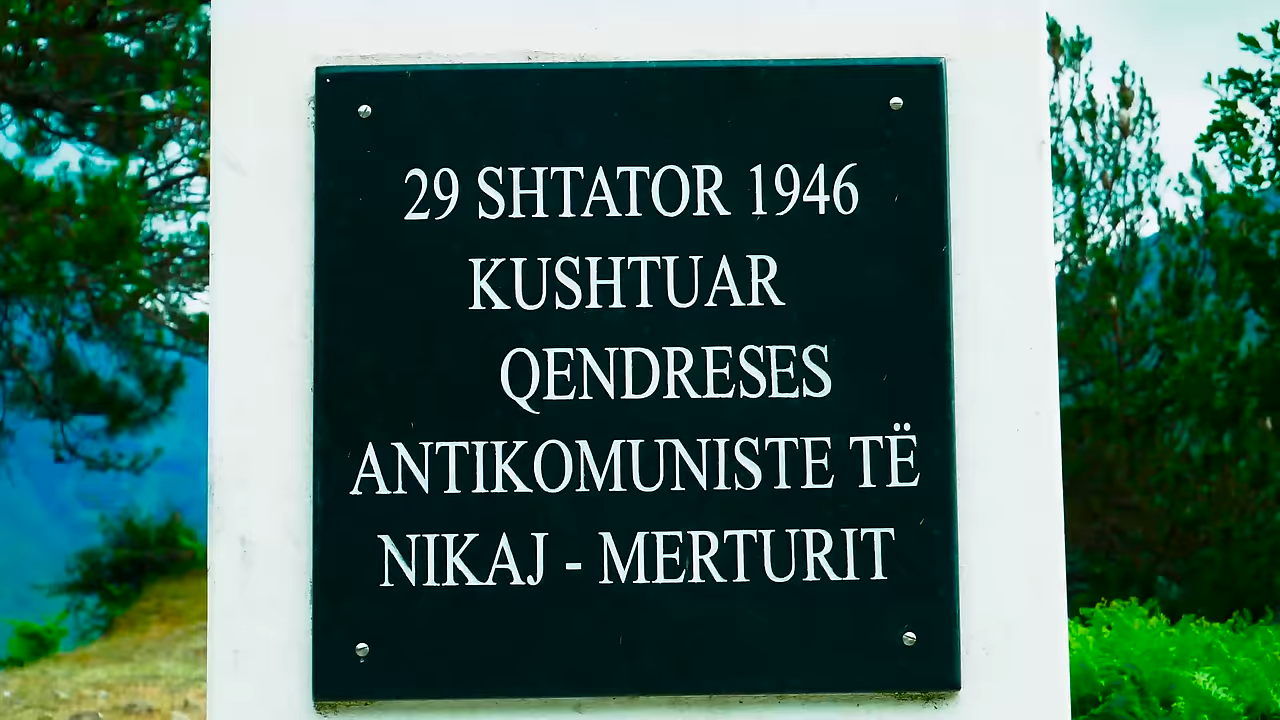 29 SHTATOR 1946
KUSHTUAR
QENDRESES
ANTIKOMUNISTE TË
NIKAJ - MERTURIT